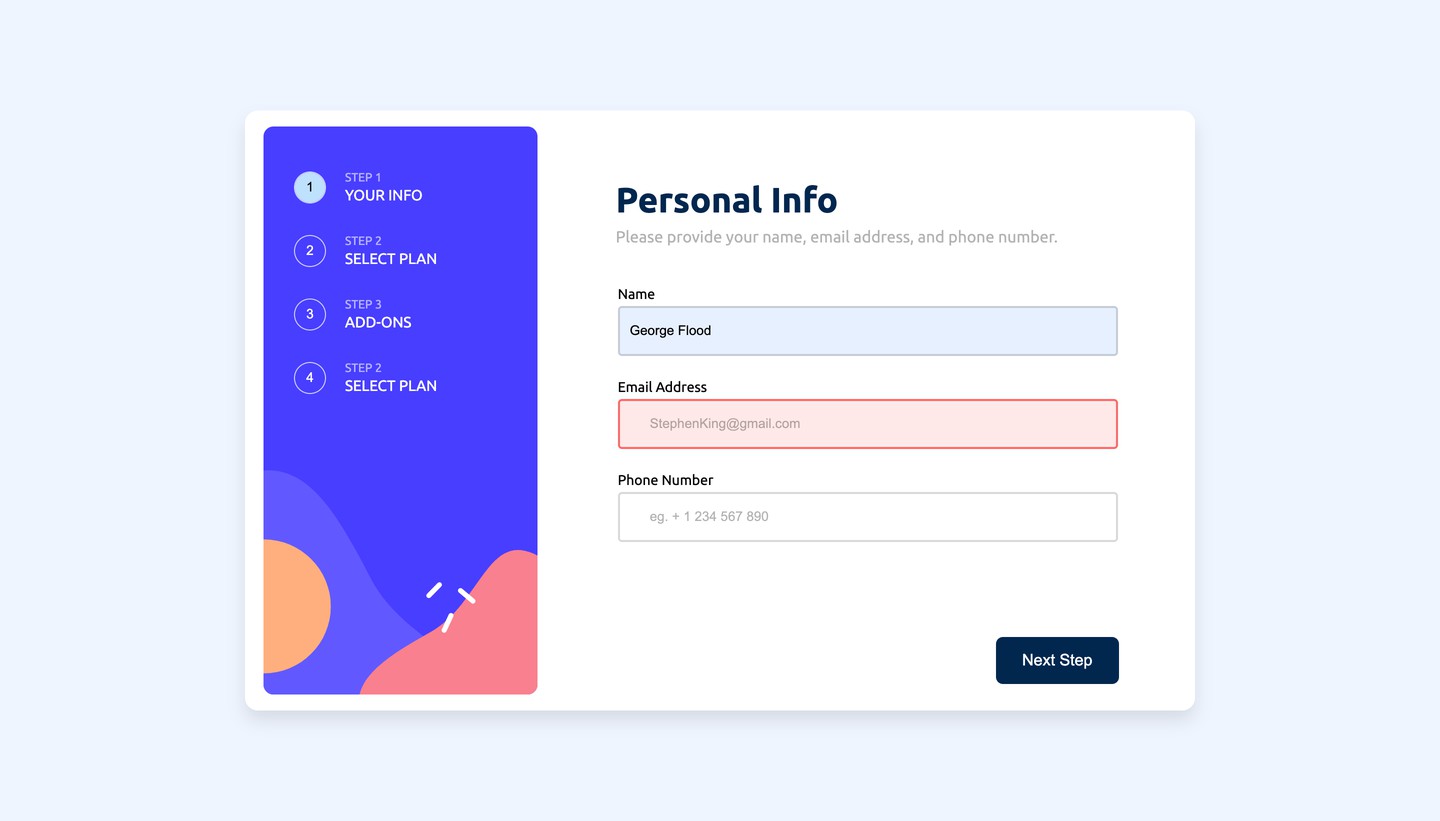 1
STEP 1
YOUR INFO
2
STEP 2
SELECT PLAN
3
STEP 3
ADD-ONS
4
STEP 2
SELECT PLAN
Personal Info
Please provide your name, email address, and phone number.
Name
George Flood
Email Address
StephenKing@gmail.com
Phone Number
eg. + 1 234 567 890
Next Step